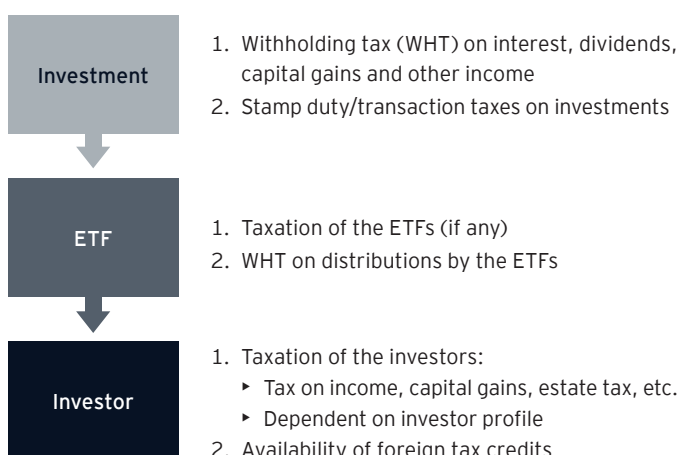 Investment
1. Withholding tax (WHT) on interest, dividends,
capital gains and other income
2. Stamp duty/transaction taxes on investments
ETF
1. Taxation of the ETFs (if any)
2. WHT on distributions by the ETFs
Investor
1. Taxation of the investors:
‣ Tax on income, capital gains, estate tax, etc.
‣ Dependent on investor profile
2. Availability of foreign tax credits